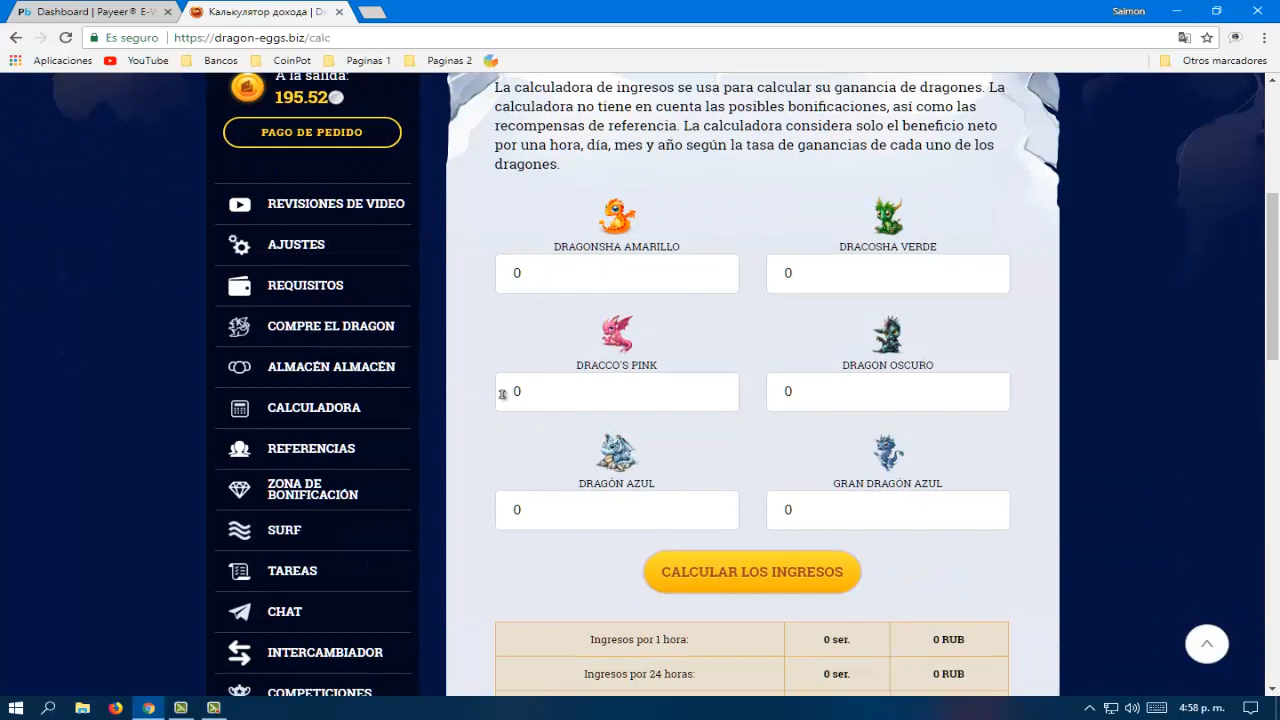 Dashboard | Payeer® E-W
Калькулятор дохода | Dr
Saimon
Es seguro
https://dragon-eggs.biz/calc
Aplicaciones
YouTube
Bancos
CoinPot
Paginas 1
Paginas 2
Otros marcadores
A la salida:
195.52
PAGO DE PEDIDO
REVISIONES DE VIDEO
AJUSTES
REQUISITOS
COMPRE EL DRAGON
ALMACÉN ALMACÉN
CALCULADORA
REFERENCIAS
ZONA DE
BONIFICACIÓN
SURF
TAREAS
CHAT
INTERCAMBIADOR
COMPETICIONES
La calculadora de ingresos se usa para calcular su ganancia de dragones. La
calculadora no tiene en cuenta las posibles bonificaciones, así como las
recompensas de referencia. La calculadora considera solo el beneficio neto
por una hora, día, mes y año según la tasa de ganancias de cada uno de los
dragones.
DRAGONSHA AMARILLO
DRACOSHA VERDE
0
0
DRACCO'S PINK
DRAGON OSCURO
0
0
DRAGÓN AZUL
GRAN DRAGÓN AZUL
0
0
CALCULAR LOS INGRESOS
Ingresos por 1 hora: 0 ser. 0 RUB
Ingresos por 24 horas: 0 ser. 0 RUB
4:58 p. m.